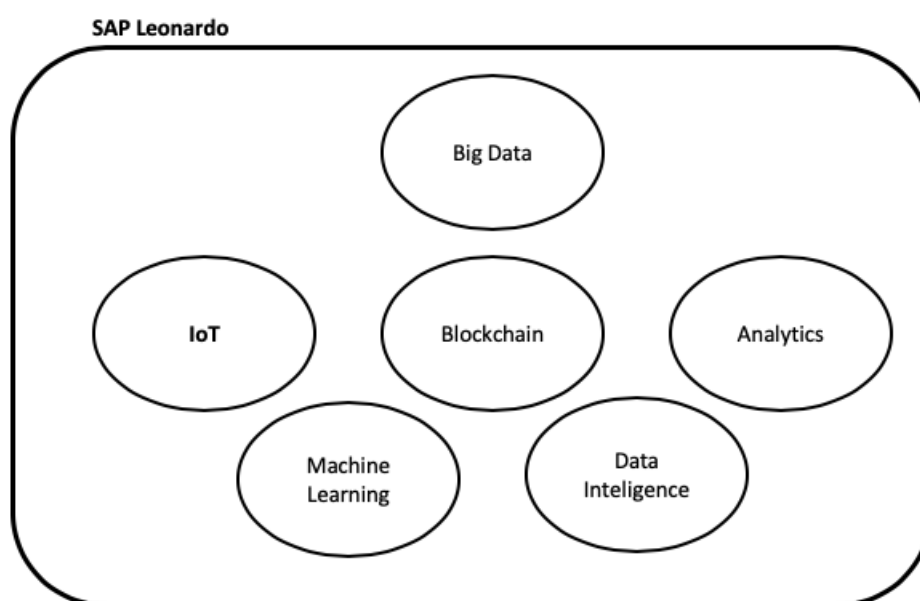 SAP Leonardo
Big Data
IoT
Blockchain
Analytics
Machine
Learning
Data
Inteligence